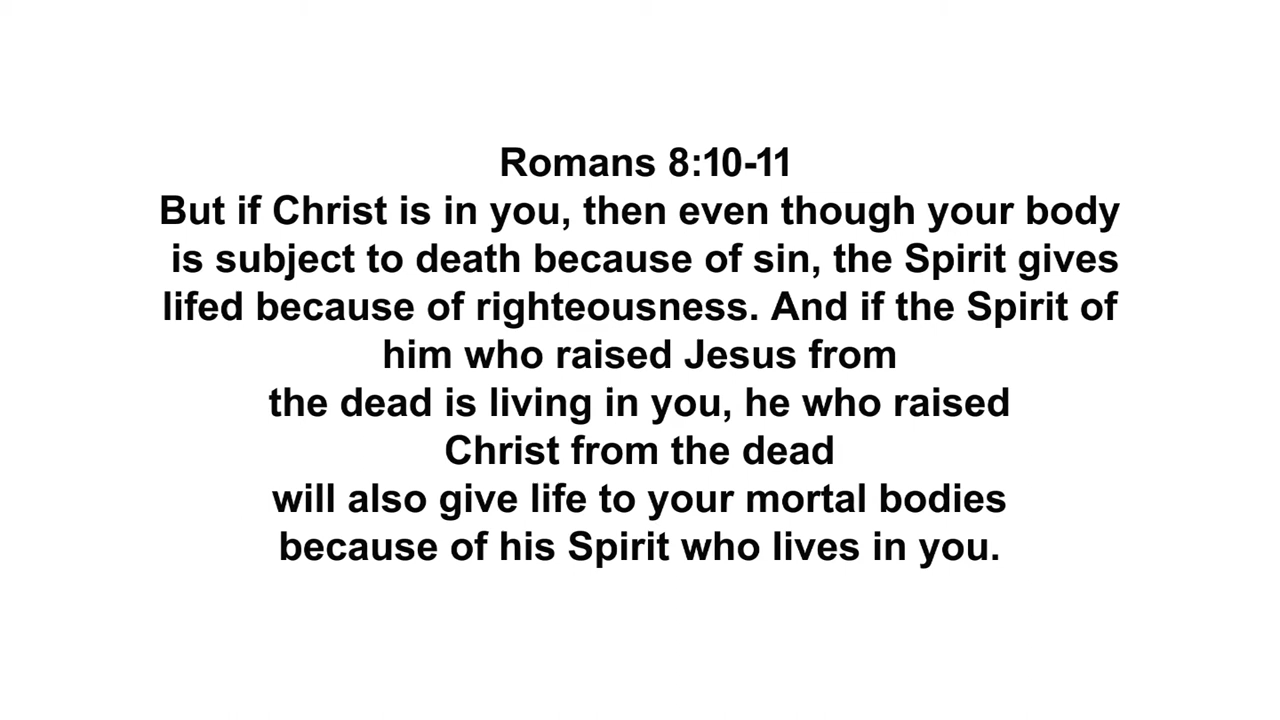 Romans 8:10-11
But if Christ is in you, then even though your body
is subject to death because of sin, the Spirit gives
lifed because of righteousness. And if the Spirit of
him who raised Jesus from
the dead is living in you, he who raised
Christ from the dead
will also give life to your mortal bodies
because of his Spirit who lives in you.